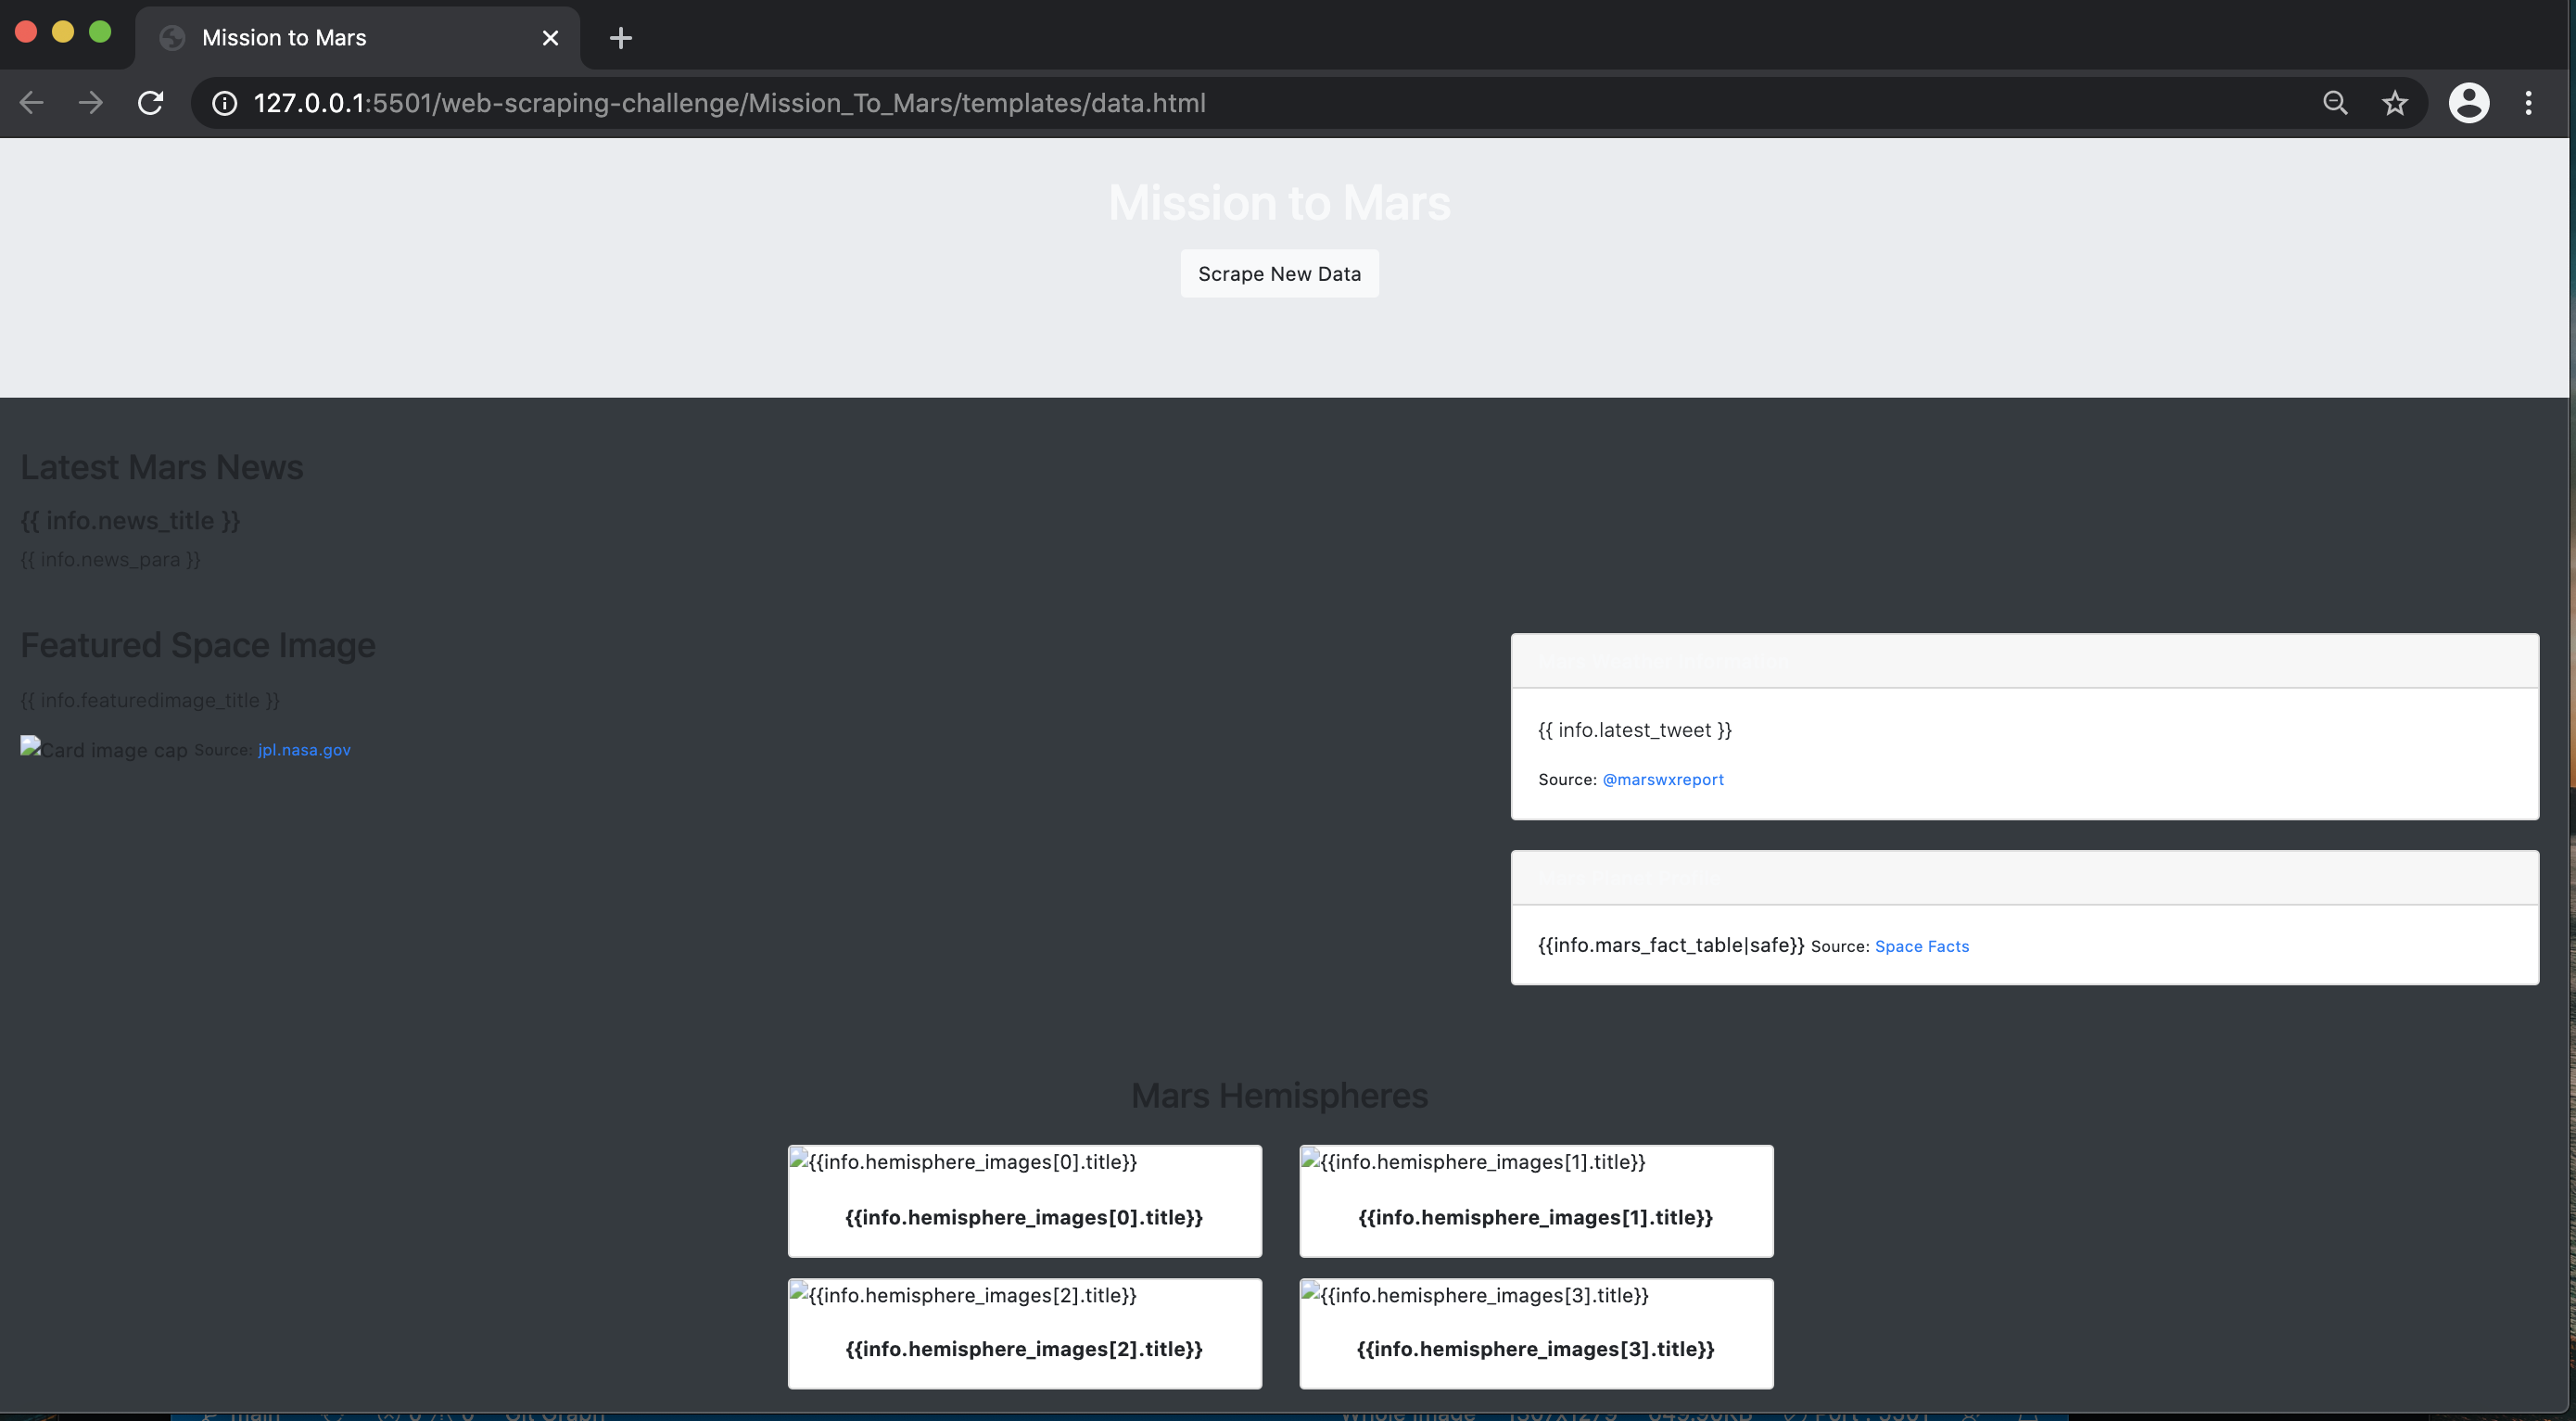 Mission to Mars
127.0.0.1:5501/web-scraping-challenge/Mission_To_Mars/templates/data.html
Mission to Mars
Scrape New Data
Latest Mars News
{{ info.news_title }}
{{ info.news_para }}
Featured Space Image
{{ info.featuredimage_title }}
Card image cap Source: jpl.nasa.gov
{{ info.latest_tweet }}
Source: @marswxreport
{{info.mars_fact_table|safe}} Source: Space Facts
Mars Hemispheres
{{info.hemisphere_images[0].title}}
{{info.hemisphere_images[0].title}}
{{info.hemisphere_images[1].title}}
{{info.hemisphere_images[1].title}}
{{info.hemisphere_images[2].title}}
{{info.hemisphere_images[2].title}}
{{info.hemisphere_images[3].title}}
{{info.hemisphere_images[3].title}}